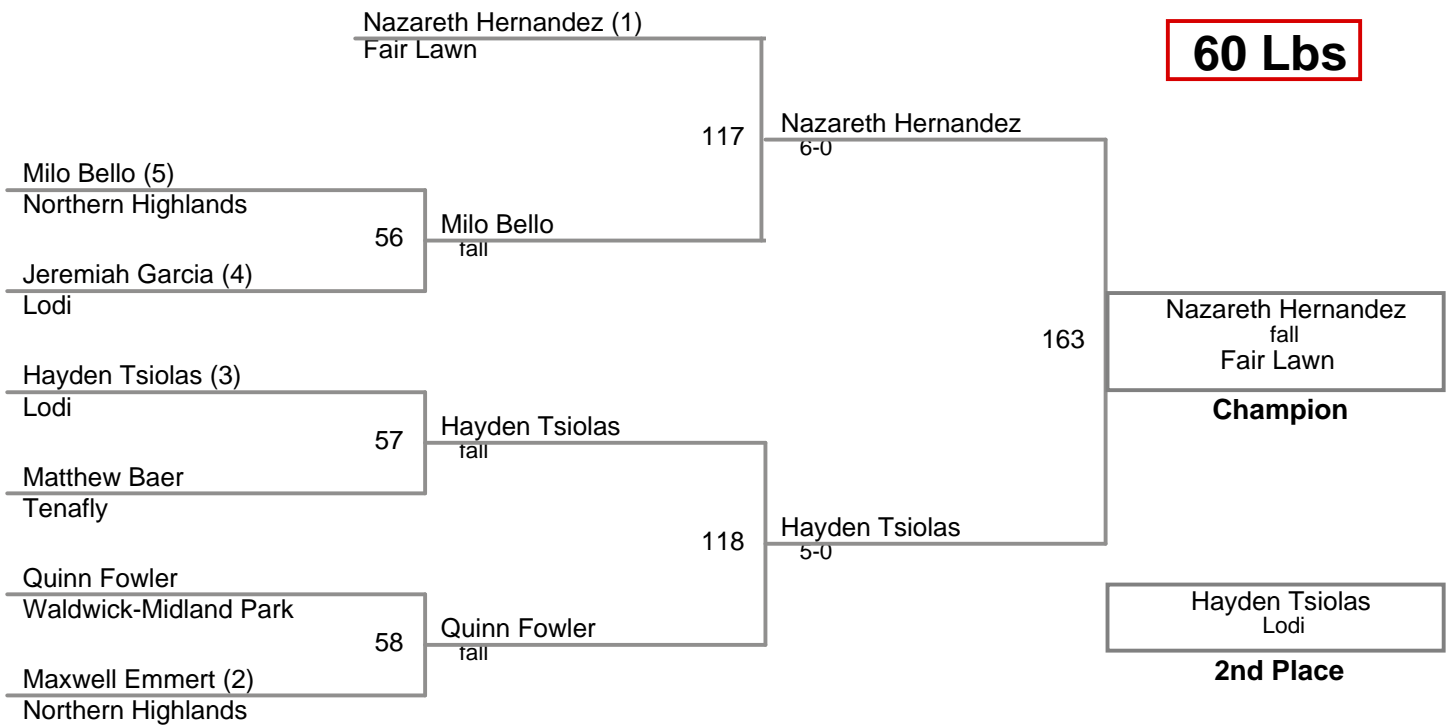 Nazareth Hernandez (1)
Fair Lawn
60 Lbs
117
Nazareth Hernandez
6-0
Milo Bello (5)
Northern Highlands
56
Milo Bello
fall
Jeremiah Garcia (4)
Lodi
163
Nazareth Hernandez
fall
Fair Lawn
Champion
Hayden Tsiolas (3)
Lodi
57
Hayden Tsiolas
fall
Matthew Baer
Tenafly
118
Hayden Tsiolas
5-0
Quinn Fowler
Waldwick-Midland Park
58
Quinn Fowler
fall
Maxwell Emmert (2)
Northern Highlands
Hayden Tsiolas
Lodi
2nd Place